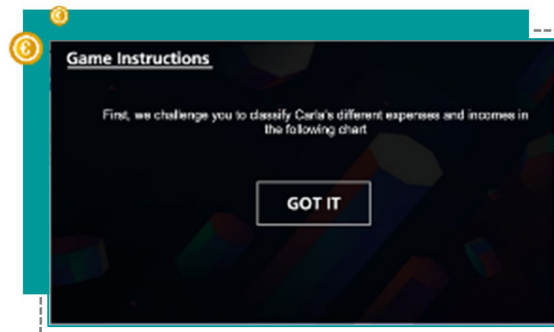 Game Instructions
First, we challenge you to classify Carla's different expenses and incomes in
the following chart
GOT IT